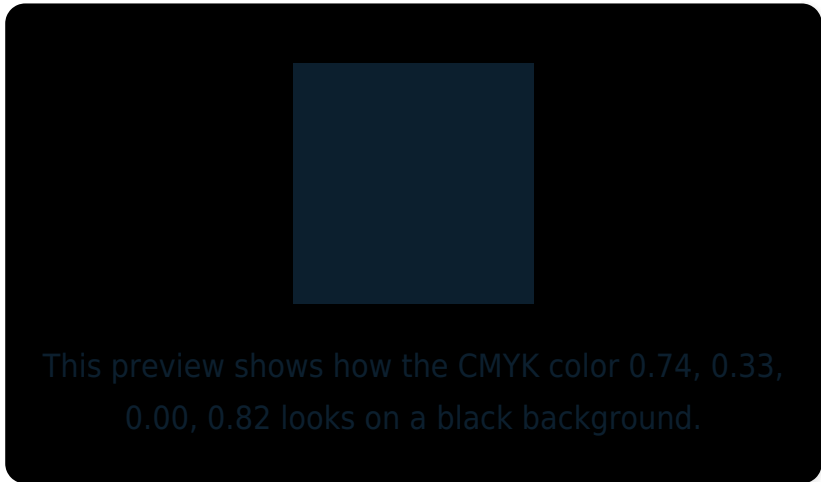 This preview shows how the CMYK color 0.74, 0.33,
0.00, 0.82 looks on a black background.